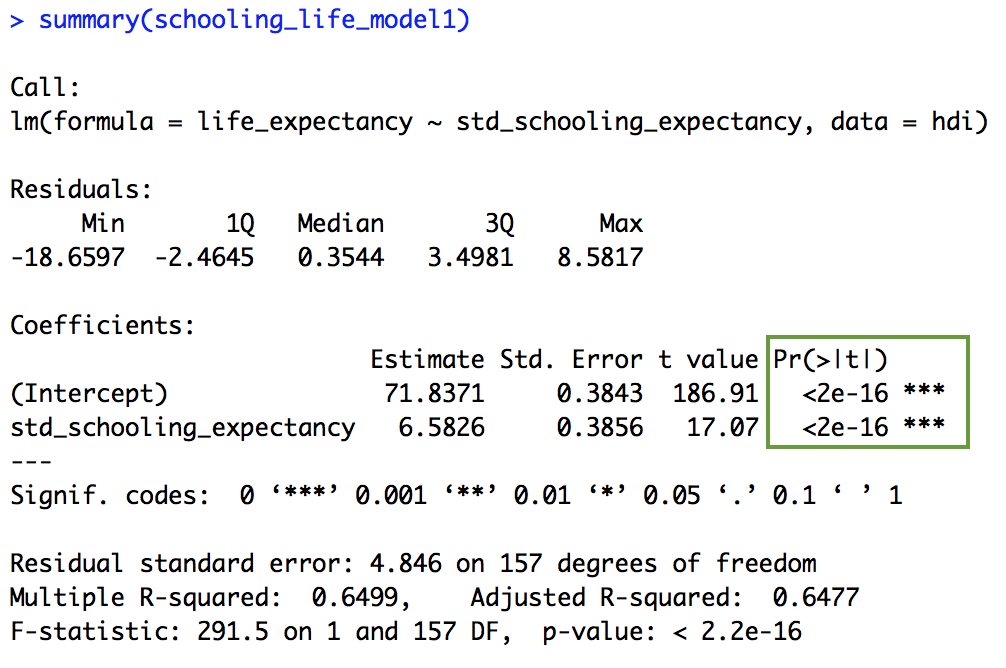 > summary(schooling_life_model1)
Call:
lm(formula = life_expectancy ~ std_schooling_expectancy, data = hdi)
Residuals:
Min 1Q Median 3Q Max
-18.6597 -2.4645 0.3544 3.4981 8.5817
Coefficients:
Estimate Std. Error t value Pr(>|t|)
(Intercept) 71.8371 0.3843 186.91 <2e-16 ***
std_schooling_expectancy 6.5826 0.3856 17.07 <2e-16 ***
---
Signif. codes: 0 ‘***’ 0.001 ‘**’ 0.01 ‘*’ 0.05 ‘.’ 0.1 ‘ ’ 1
Residual standard error: 4.846 on 157 degrees of freedom
Multiple R-squared: 0.6499, Adjusted R-squared: 0.6477
F-statistic: 291.5 on 1 and 157 DF, p-value: < 2.2e-16